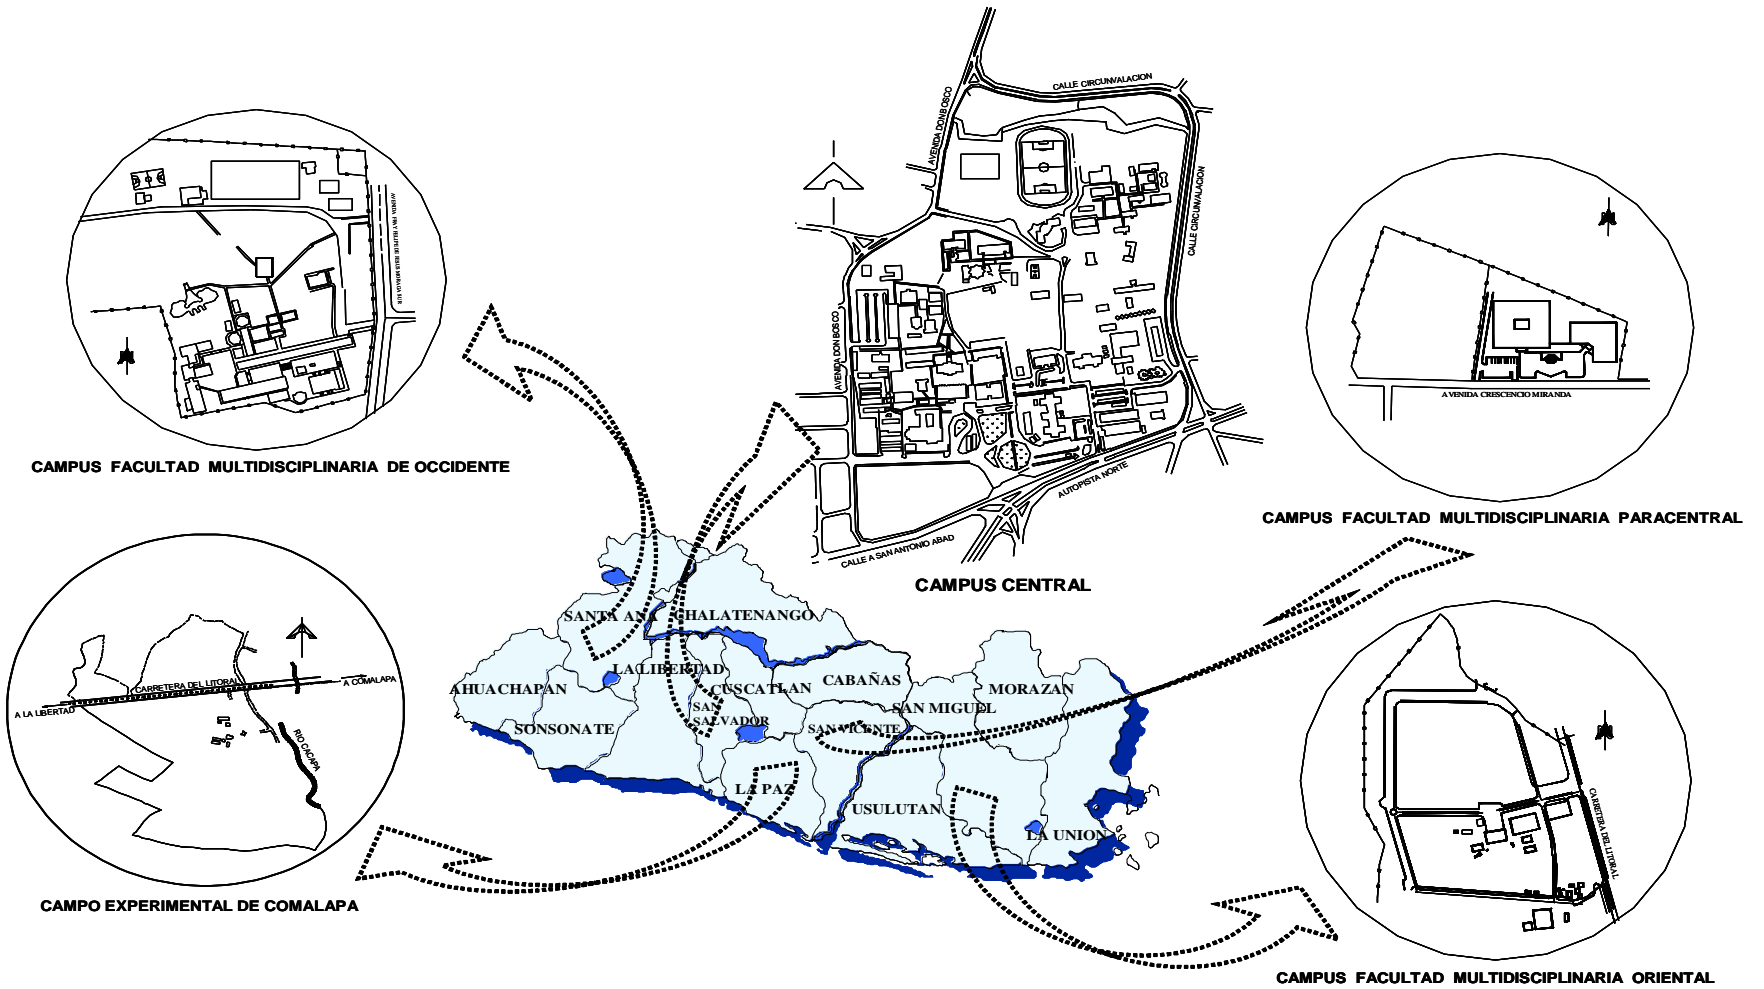 CALLE CIRCUNVALACION
AVENIDA DON BOSCO
CALLE CIRCUNVALACION
AVENIDA DON BOSCO
AUTOPISTA NORTE
CALLE A SAN ANTONIO ABAD
CAMPUS CENTRAL
CAMPUS FACULTAD MULTIDISCIPLINARIA DE OCCIDENTE
AVENIDA CRESCENCIO MIRANDA
CAMPUS FACULTAD MULTIDISCIPLINARIA PARACENTRAL
CARRETERA DEL LITORAL
A COMALAPA
A LA LIBERTAD
RIO CACAPA
CAMPO EXPERIMENTAL DE COMALAPA
SANTA ANA
CHALATENANGO
LA LIBERTAD
AHUACHAPAN
CUSCATLAN
CABAÑAS
MORAZAN
SAN
SALVADOR
SAN MIGUEL
SONSONATE
SAN VICENTE
LA PAZ
USULUTAN
LA UNION
CARRETERA DEL LITORAL
CAMPUS FACULTAD MULTIDISCIPLINARIA ORIENTAL